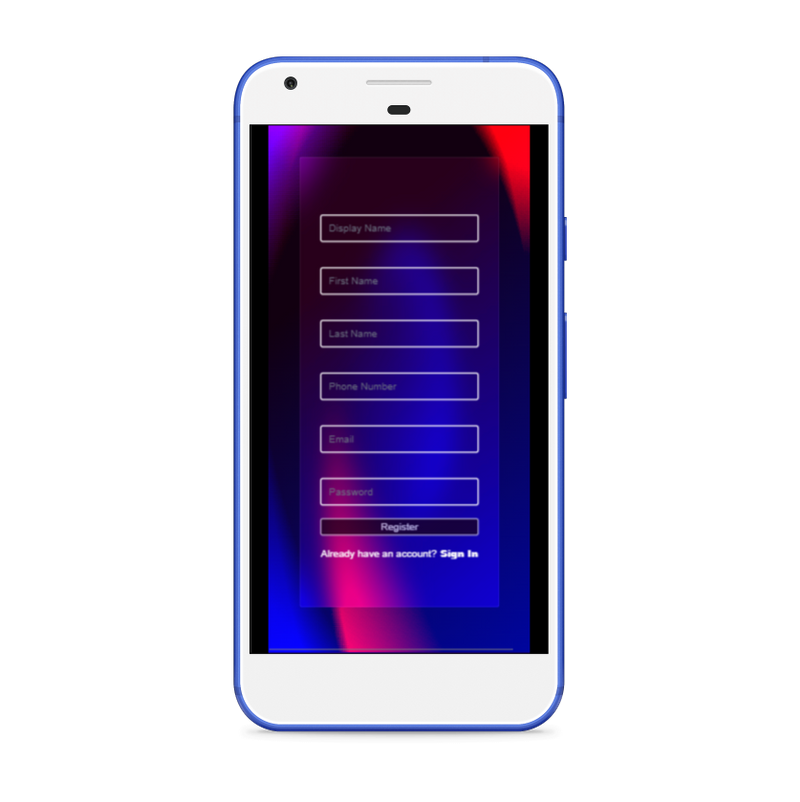 Display Name
First Name
Last Name
Phone Number
Email
Password
Register
Already have an account? Sign In